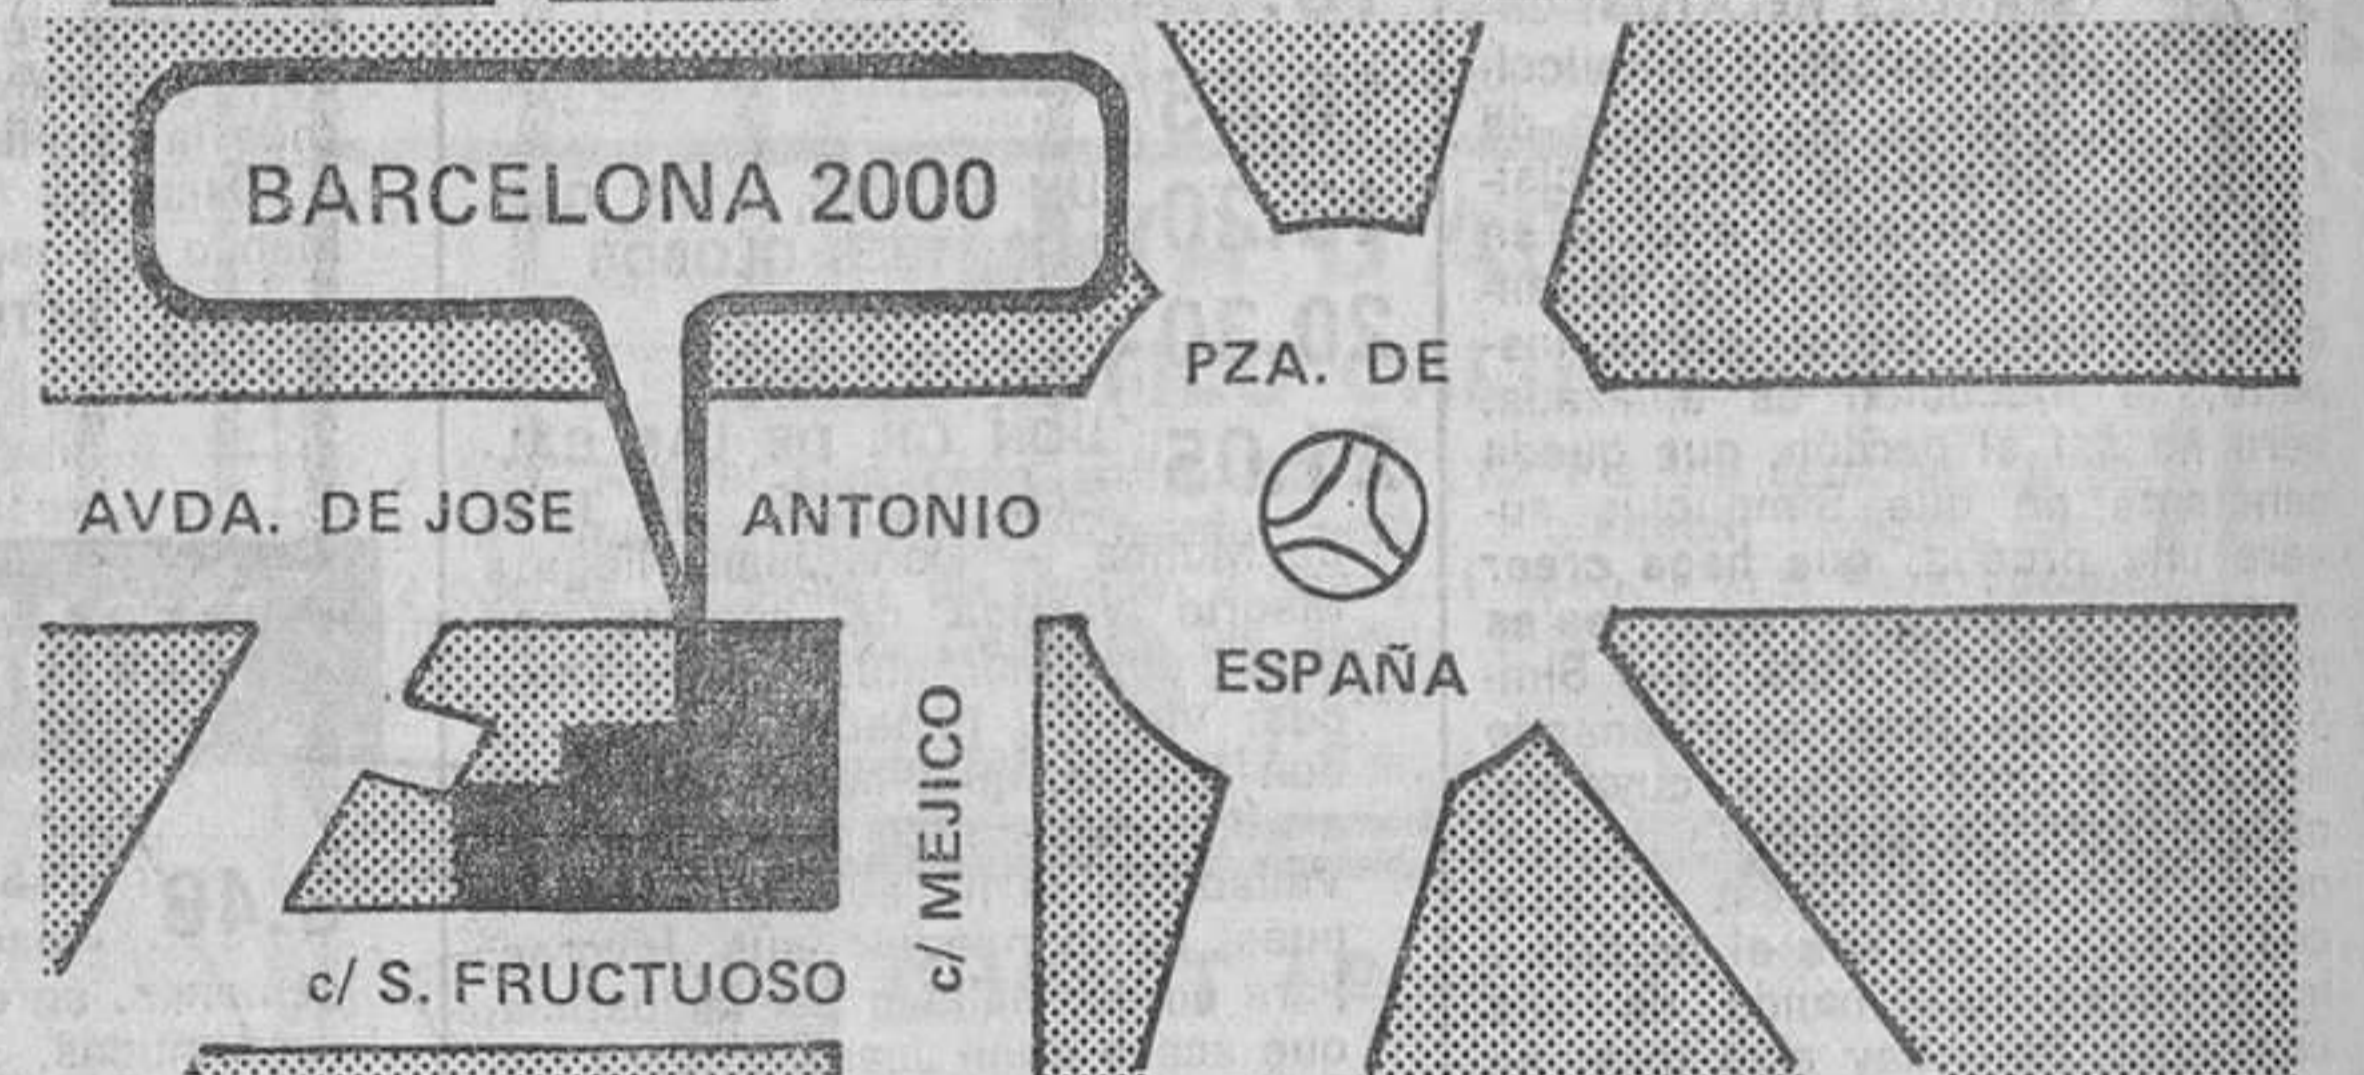 BARCELONA 2000
PZA. DE
ESPAÑA
AVDA. DE JOSE ANTONIO
c/ MEJICO
c/ S. FRUCTUOSO